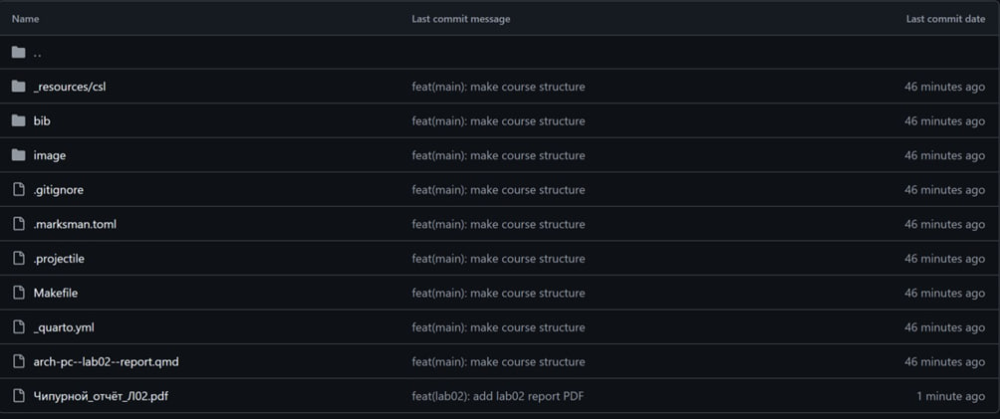 Name Last commit message Last commit date
..
_resources/csl feat(main): make course structure 46 minutes ago
bib feat(main): make course structure 46 minutes ago
image feat(main): make course structure 46 minutes ago
.gitignore feat(main): make course structure 46 minutes ago
.marksman.toml feat(main): make course structure 46 minutes ago
.projectile feat(main): make course structure 46 minutes ago
Makefile feat(main): make course structure 46 minutes ago
_quarto.yml feat(main): make course structure 46 minutes ago
arch-pc--lab02--report.qmd feat(main): make course structure 46 minutes ago
Чипурной_отчёт_Л02.pdf feat(lab02): add lab02 report PDF 1 minute ago